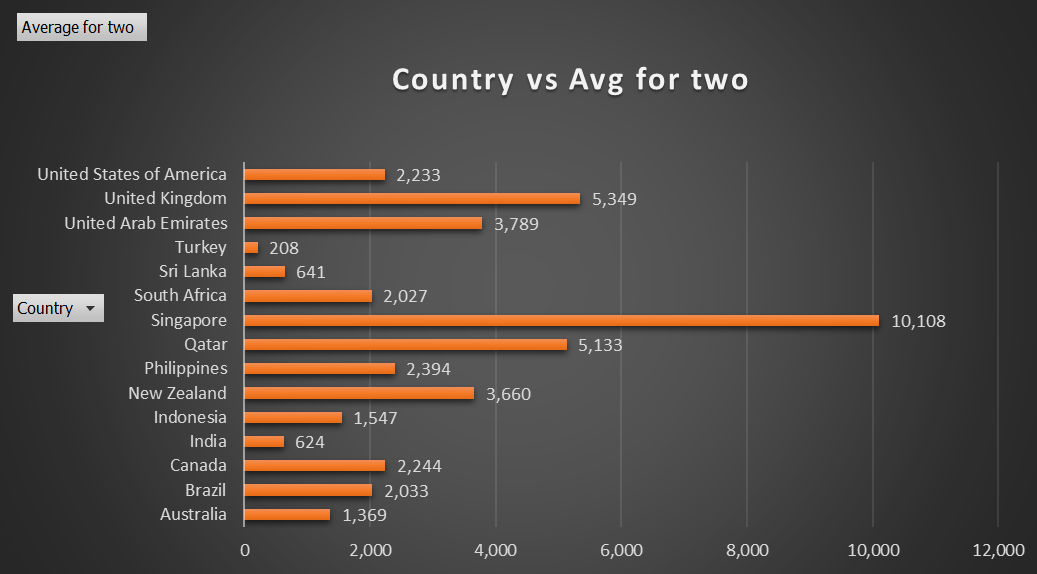 Average for two
Country vs Avg for two
United States of America 2,233
United Kingdom 5,349
United Arab Emirates 3,789
Turkey 208
Sri Lanka 641
South Africa 2,027
Country
Singapore 10,108
Qatar 5,133
Philippines 2,394
New Zealand 3,660
Indonesia 1,547
India 624
Canada 2,244
Brazil 2,033
Australia 1,369
0 2,000 4,000 6,000 8,000 10,000 12,000